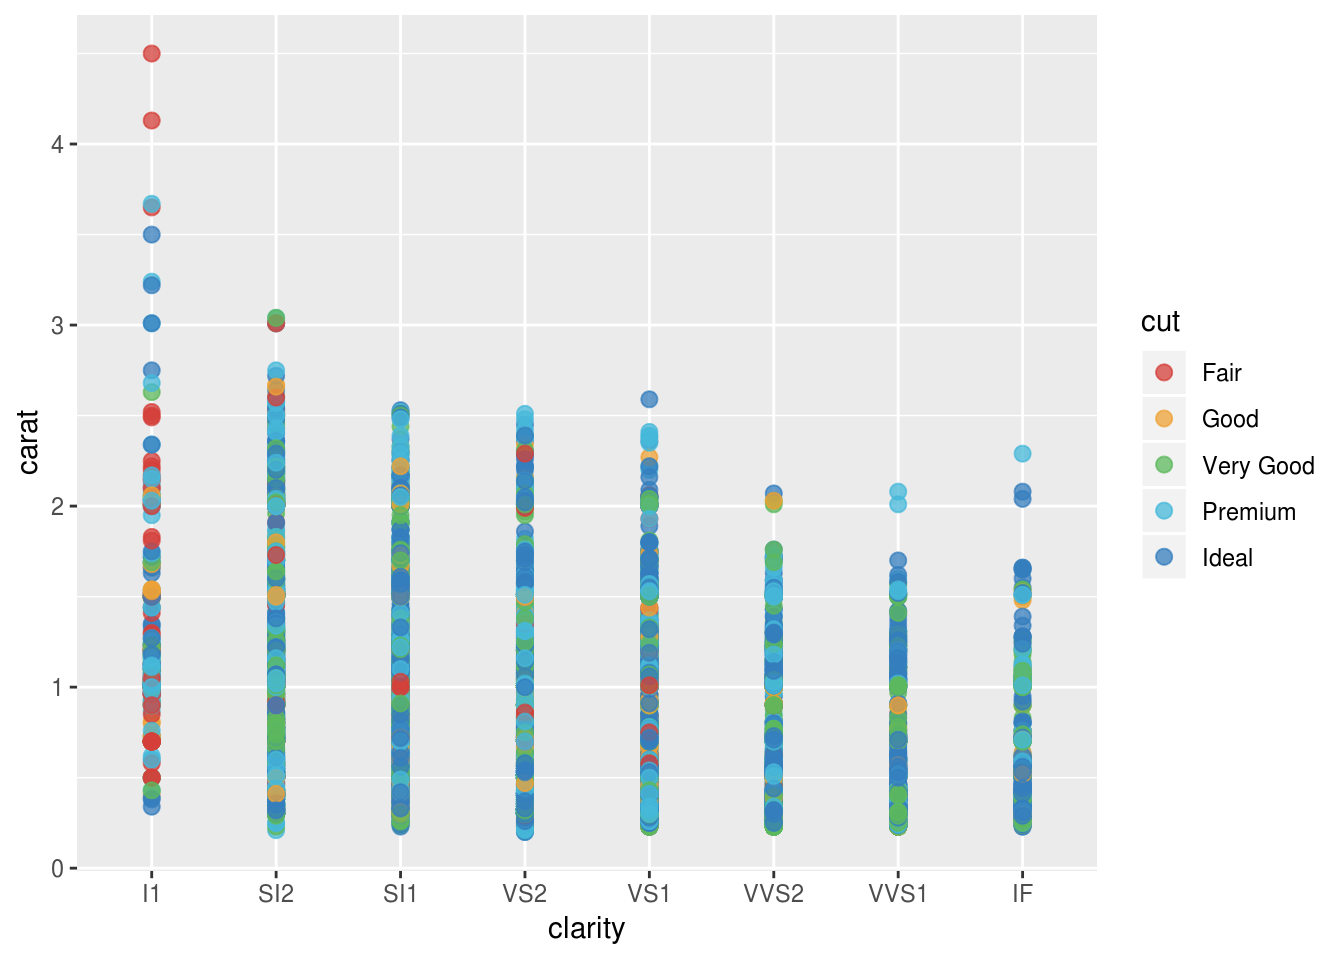 4
3
2
1
0
carat
I1 SI2 SI1 VS2 VS1 VVS2 VVS1 IF
clarity
cut
Fair
Good
Very Good
Premium
Ideal